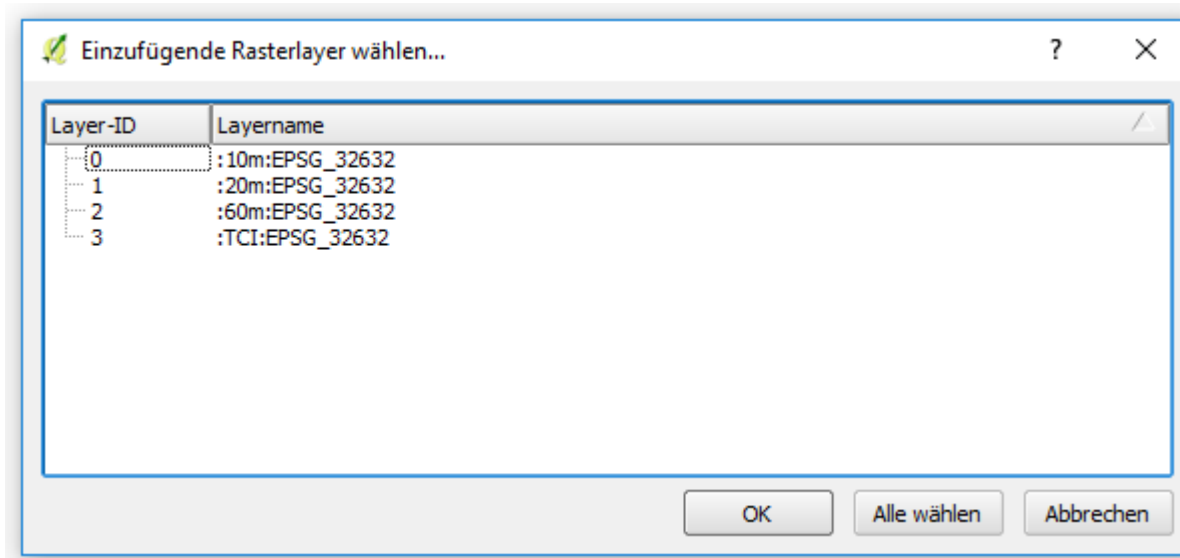 Einzufügende Rasterlayer wählen...
?
Layer-ID Layername
0 :10m:EPSG_32632
1 :20m:EPSG_32632
2 :60m:EPSG_32632
3 :TCI:EPSG_32632
OK Alle wählen Abbrechen